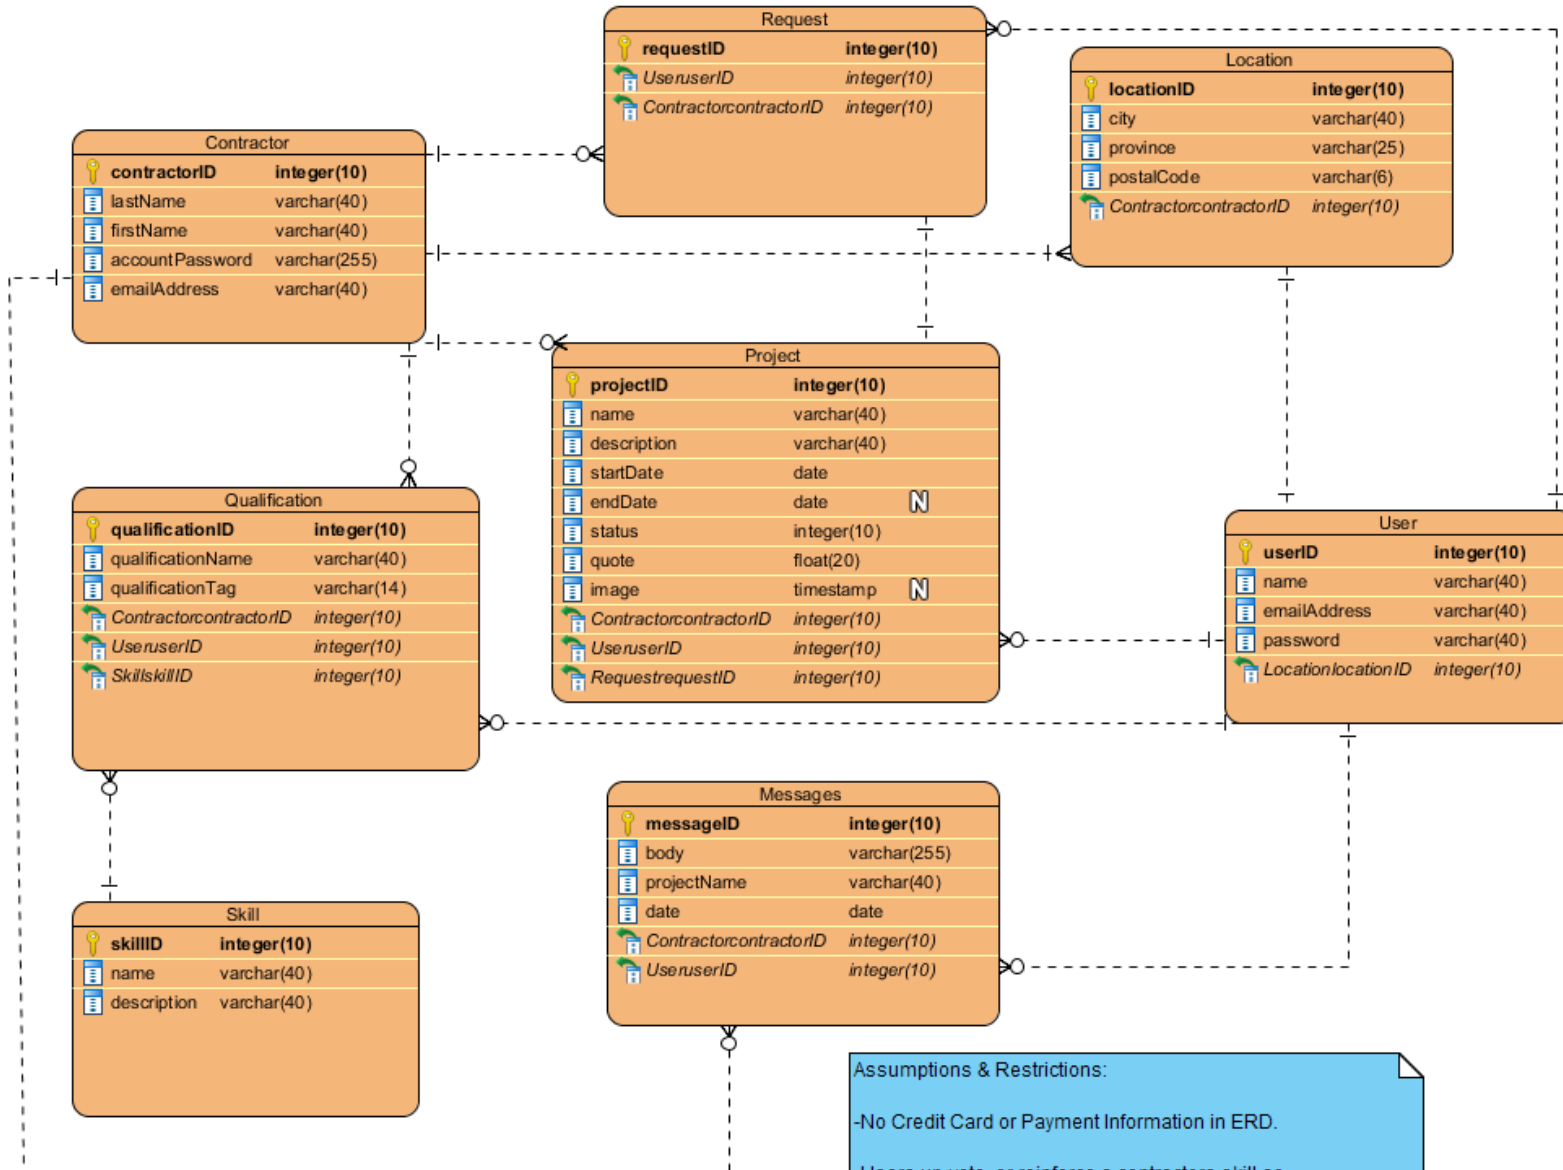 Request
requestID integer(10)
UseruserID integer(10)
ContractorcontractorID integer(10)
Location
locationID integer(10)
city varchar(40)
province varchar(25)
postalCode varchar(6)
ContractorcontractorID integer(10)
Contractor
contractorID integer(10)
lastName varchar(40)
firstName varchar(40)
accountPassword varchar(255)
emailAddress varchar(40)
Project
projectID integer(10)
name varchar(40)
description varchar(40)
startDate date
endDate date N
status integer(10)
quote float(20)
image timestamp N
ContractorcontractorID integer(10)
UseruserID integer(10)
RequestrequestID integer(10)
Qualification
qualificationID integer(10)
qualificationName varchar(40)
qualificationTag varchar(14)
ContractorcontractorID integer(10)
UseruserID integer(10)
SkillskillID integer(10)
User
userID integer(10)
name varchar(40)
emailAddress varchar(40)
password varchar(40)
LocationlocationID integer(10)
Messages
messageID integer(10)
body varchar(255)
projectName varchar(40)
date date
ContractorcontractorID integer(10)
UseruserID integer(10)
Skill
skillID integer(10)
name varchar(40)
description varchar(40)
Assumptions & Restrictions:
-No Credit Card or Payment Information in ERD.